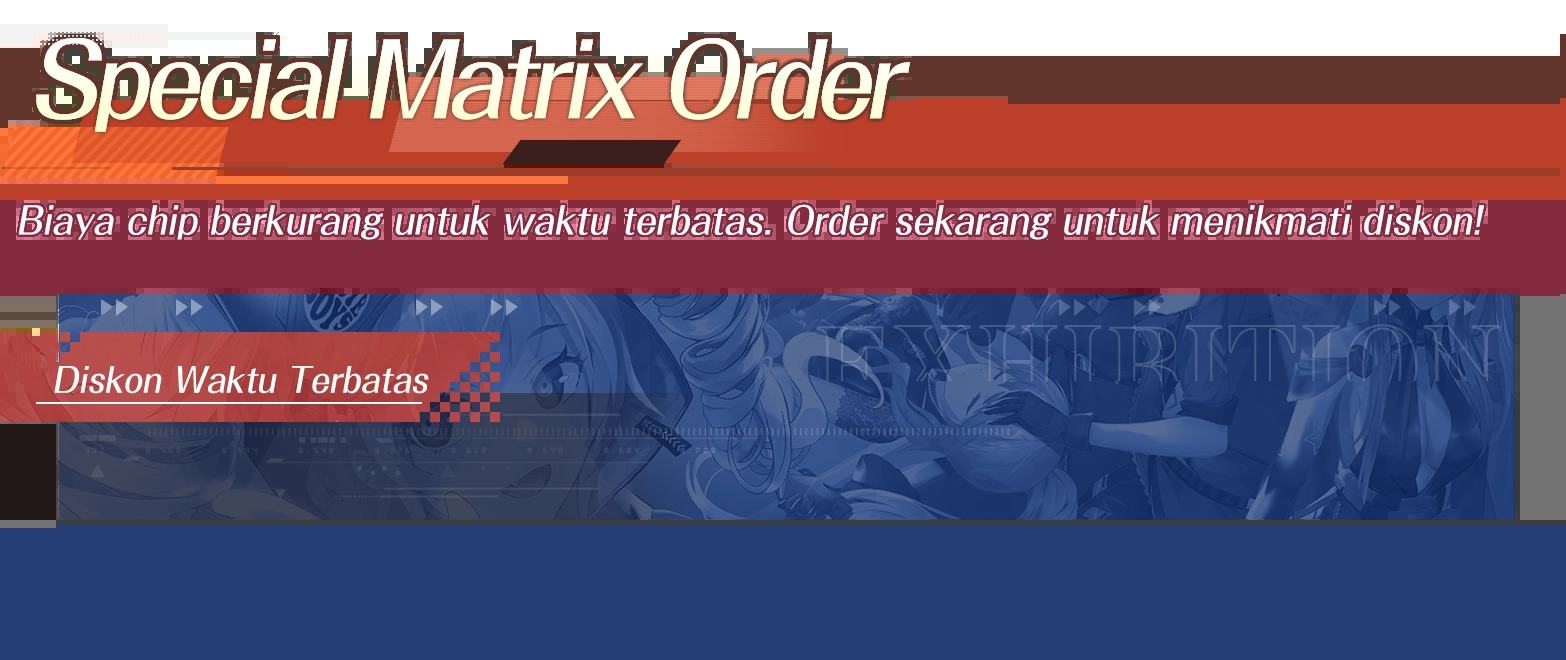 Special Matrix Order
Biaya chip berkurang untuk waktu terbatas. Order sekarang untuk menikmati diskon!
EXHIBITION
Diskon Waktu Terbatas